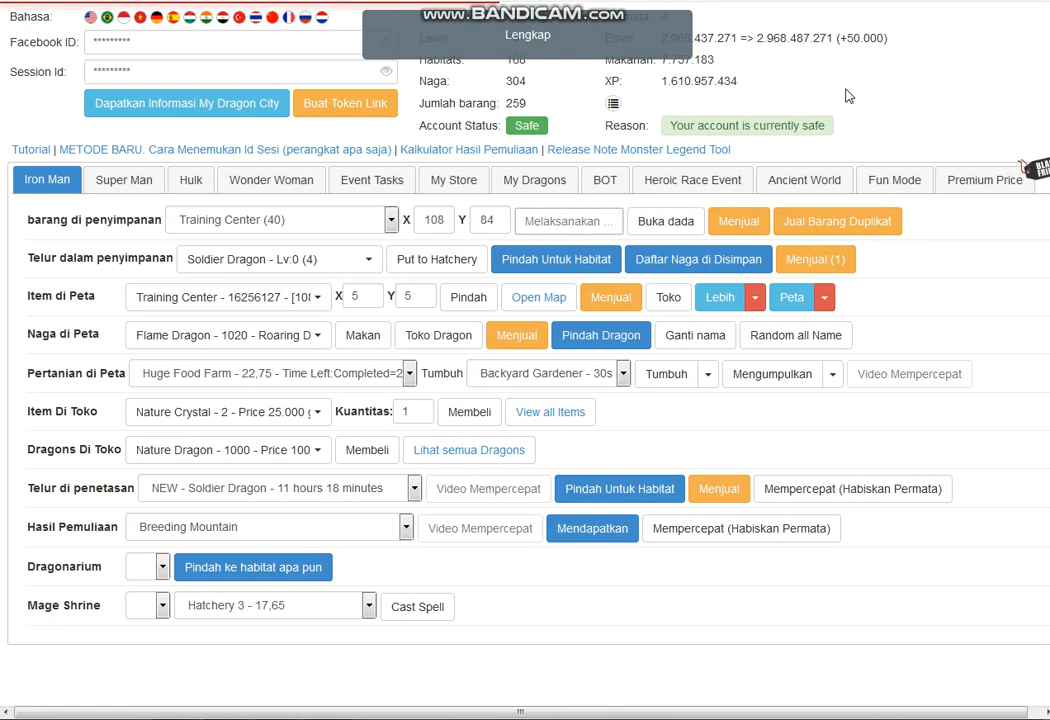 www.BANDICAM.com
Lengkap
Bahasa:
Facebook ID: *********
Session Id: *********
Dapatkan Informasi My Dragon City Buat Token Link
4
Level
Emas 2.968.437.271 => 2.968.487.271 (+50.000)
Habitats: 168
Makanan: 7.757.183
Naga: 304
XP: 1.610.957.434
Jumlah barang: 259
Account Status: Safe
Reason: Your account is currently safe
Tutorial | METODE BARU. Cara Menemukan Id Sesi (perangkat apa saja) | Kalkulator Hasil Pemuliaan | Release Note Monster Legend Tool
Iron Man Super Man Hulk Wonder Woman Event Tasks My Store My Dragons BOT Heroic Race Event Ancient World Fun Mode Premium Price
barang di penyimpanan Training Center (40) X 108 Y 84 Melaksanakan ... Buka dada Menjual Jual Barang Duplikat
Telur dalam penyimpanan Soldier Dragon - Lv:0 (4) Put to Hatchery Pindah Untuk Habitat Daftar Naga di Disimpan Menjual (1)
Item di Peta Training Center - 16256127 - [108 X 5 Y 5 Pindah Open Map Menjual Toko Lebih Peta
Naga di Peta Flame Dragon - 1020 - Roaring D Makan Toko Dragon Menjual Pindah Dragon Ganti nama Random all Name
Pertanian di Peta Huge Food Farm - 22,75 - Time Left:Completed=2 Tumbuh Backyard Gardener - 30s Tumbuh Mengumpulkan Video Mempercepat
Item Di Toko Nature Crystal - 2 - Price 25.000 g Kuantitas: 1 Membeli View all Items
Dragons Di Toko Nature Dragon - 1000 - Price 100 Membeli Lihat semua Dragons
Telur di penetasan NEW - Soldier Dragon - 11 hours 18 minutes Video Mempercepat Pindah Untuk Habitat Menjual Mempercepat (Habiskan Permata)
Hasil Pemuliaan Breeding Mountain Video Mempercepat Mendapatkan Mempercepat (Habiskan Permata)
Dragonarium Pindah ke habitat apa pun
Mage Shrine Hatchery 3 - 17,65 Cast Spell